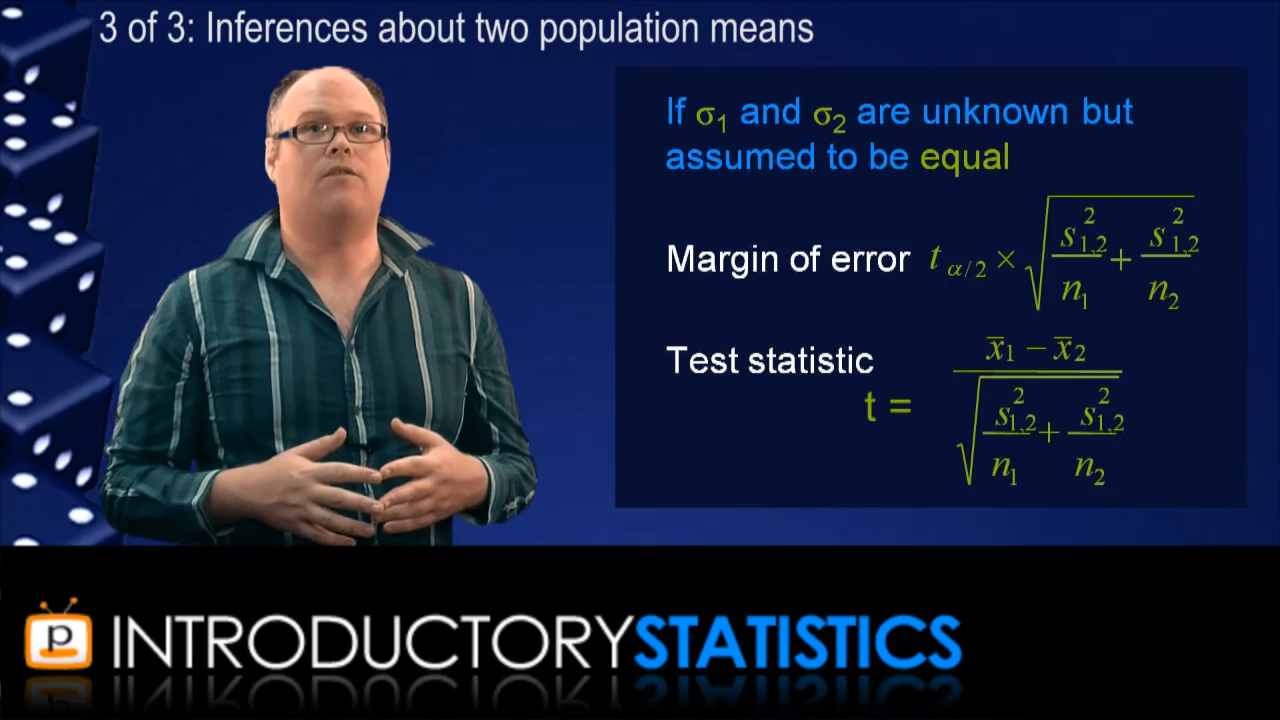 3 of 3: Inferences about two population means
If σ₁ and σ₂ are unknown but
assumed to be equal
Margin of error t α/2 × √(s²₁,₂/n₁ + s²₁,₂/n₂)
Test statistic
t = (x̅₁ − x̅₂) / √(s²₁,₂/n₁ + s²₁,₂/n₂)
p INTRODUCTORYSTATISTICS